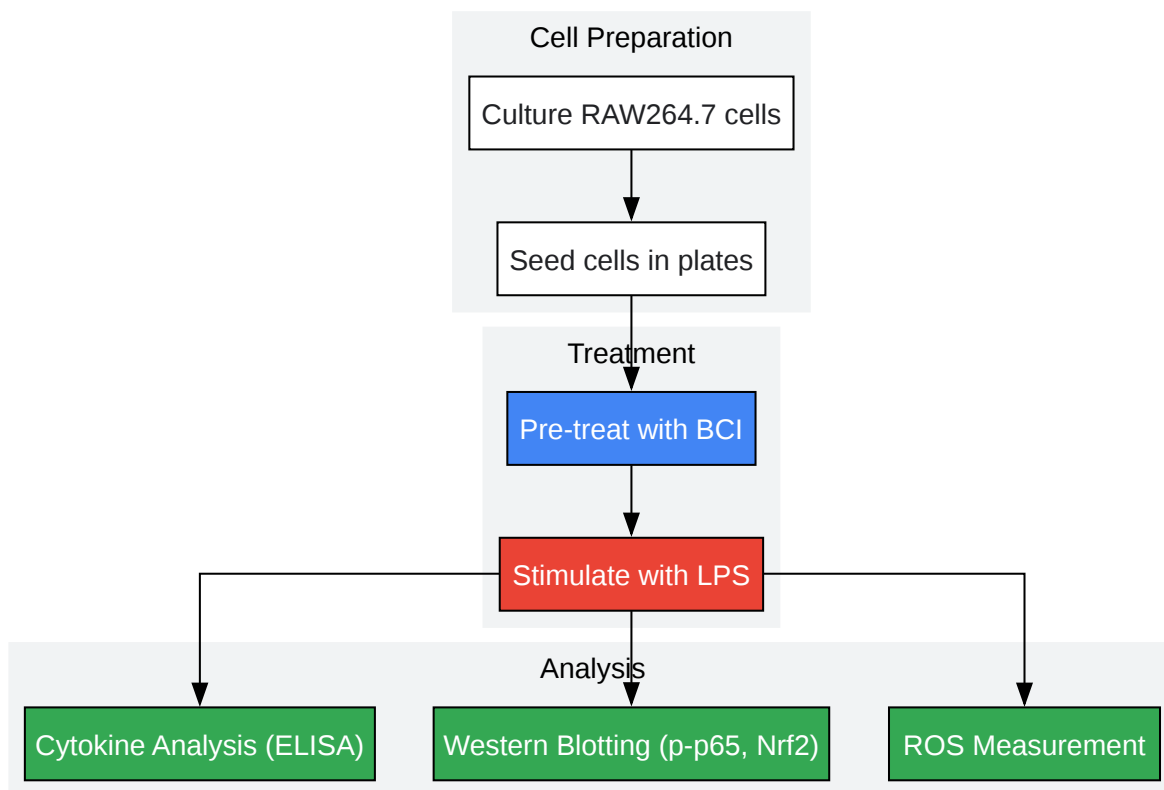 Cell Preparation
Culture RAW264.7 cells
Seed cells in plates
Treatment
Pre-treat with BCI
Stimulate with LPS
Analysis
Cytokine Analysis (ELISA)
Western Blotting (p-p65, Nrf2)
ROS Measurement